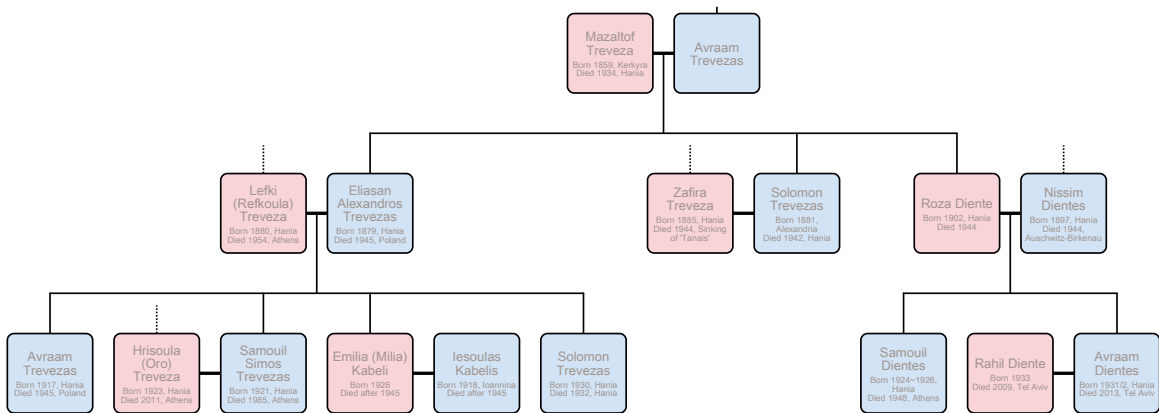 Mazaltof
Treveza
Born 1859, Kerkyra
Died 1934, Hania
Avraam
Trevezas
Lefki
(Refkoula)
Treveza
Born 1880, Hania
Died 1954, Athens
Eliasan
Alexandros
Trevezas
Born 1879, Hania
Died 1945, Poland
Zafira
Treveza
Born 1885, Hania
Died 1944, Sinking
of 'Tanais'
Solomon
Trevezas
Born 1881,
Alexandria
Died 1942, Hania
Roza Diente
Born 1902, Hania
Died 1944
Nissim
Dientes
Born 1897, Hania
Died 1944,
Auschwitz-Birkenau
Avraam
Trevezas
Born 1917, Hania
Died 1945, Poland
Hrisoula
(Oro)
Treveza
Born 1923, Hania
Died 2011, Athens
Samouil
Simos
Trevezas
Born 1921, Hania
Died 1985, Athens
Emilia (Milia)
Kabeli
Born 1926
Died after 1945
Iesoulas
Kabelis
Born 1918, Ioannina
Died after 1945
Solomon
Trevezas
Born 1930, Hania
Died 1932, Hania
Samouil
Dientes
Born 1924~1926,
Hania
Died 1948, Athens
Rahil Diente
Born 1933
Died 2009, Tel Aviv
Avraam
Dientes
Born 1931/2, Hania
Died 2013, Tel Aviv